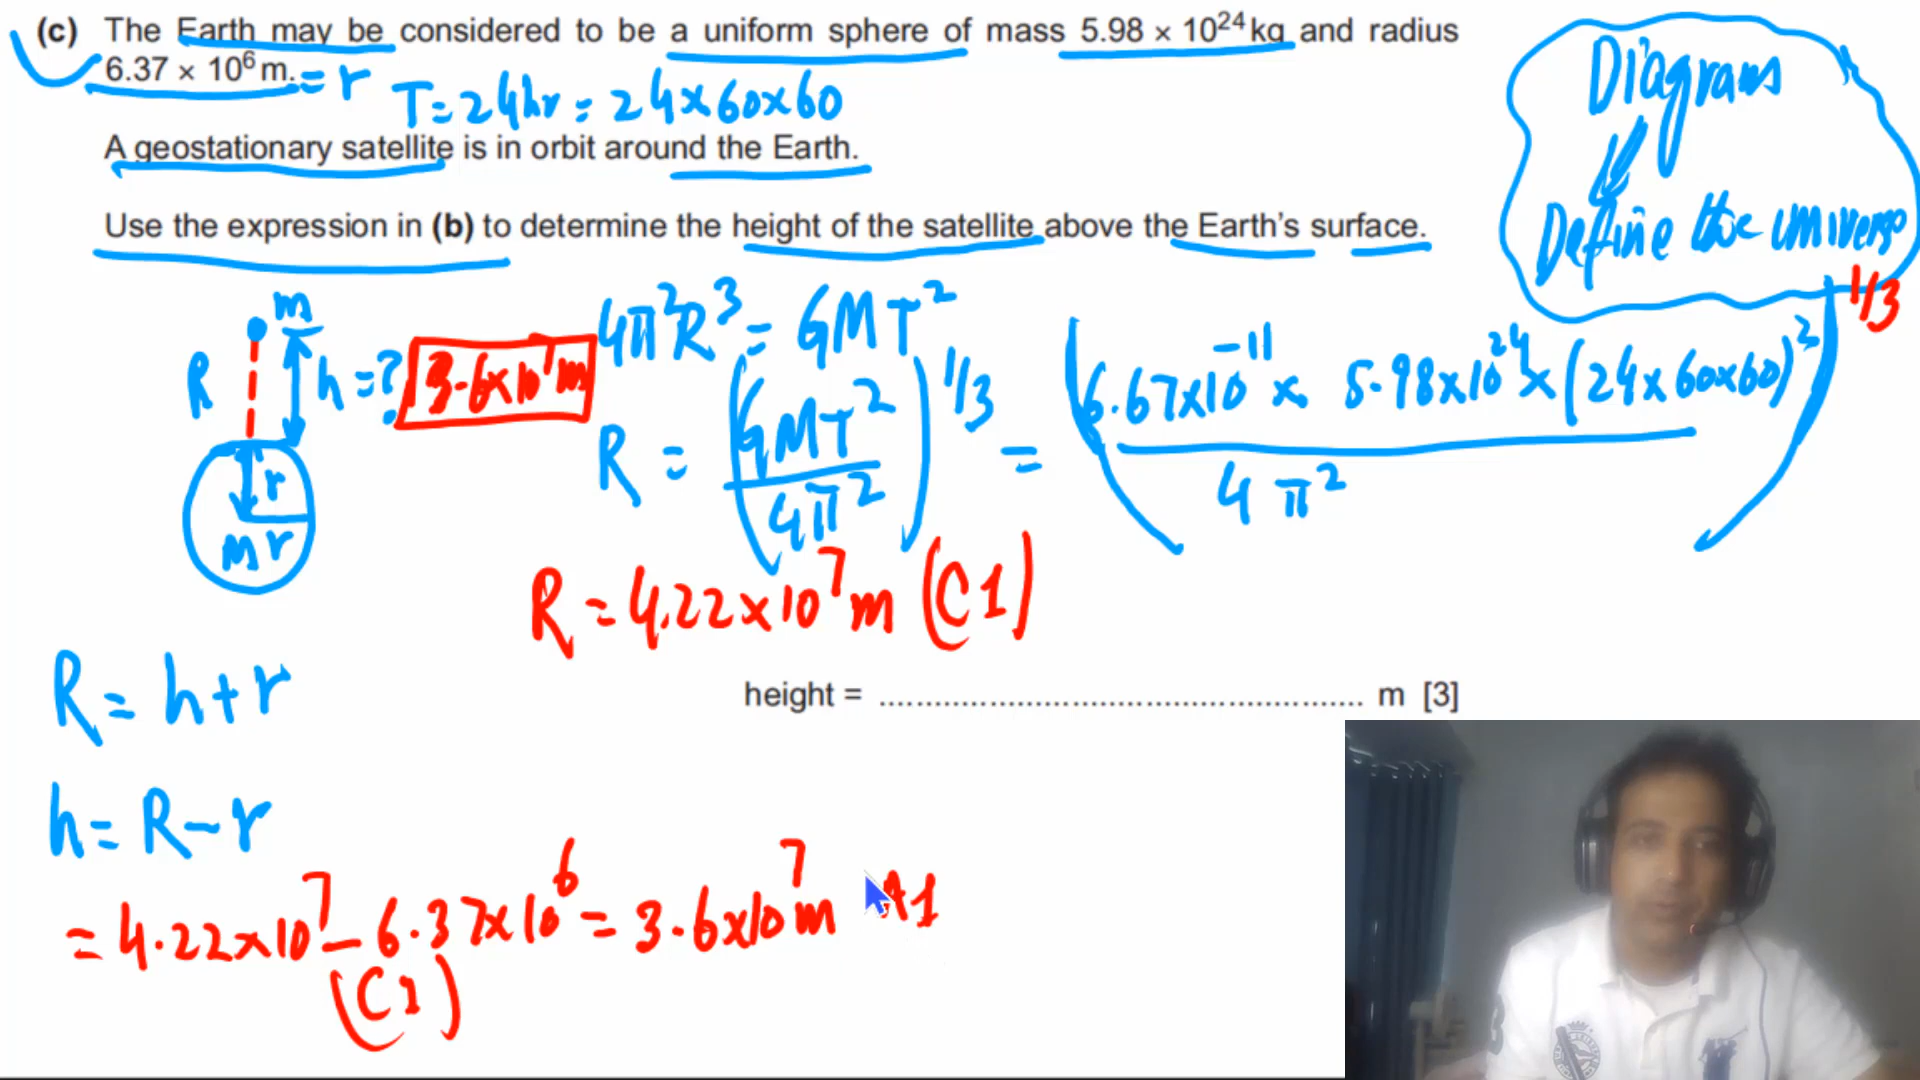 (c) The Earth may be considered to be a uniform sphere of mass 5.98 × 10²⁴ kg and radius
6.37 × 10⁶ m. = r
T = 24hr = 24×60×60
A geostationary satellite is in orbit around the Earth.
Use the expression in (b) to determine the height of the satellite above the Earth's surface.
Diagrams
⇓
Define the universe
m
R
h = ?
3.6×10⁷ m
r
M r
4π²R³ = GMT²
R = (GMT² / 4π²)^1/3 = (6.67×10⁻¹¹ × 5.98×10²⁴ × (24×60×60)² / 4π²)^1/3
R = 4.22×10⁷ m (C1)
height = ........................................................ m [3]
R = h+r
h = R−r
= 4.22×10⁷ − 6.37×10⁶ = 3.6×10⁷ m A1
(C1)